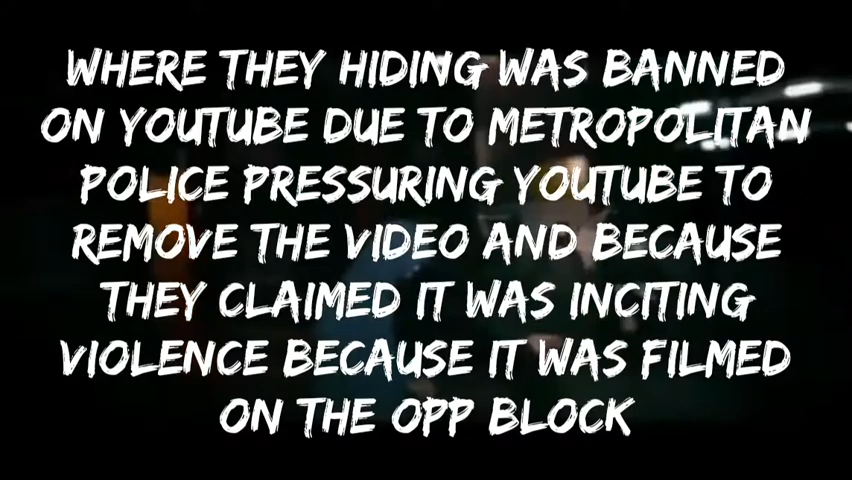 WHERE THEY HIDING WAS BANNED
ON YOUTUBE DUE TO METROPOLITAN
POLICE PRESSURING YOUTUBE TO
REMOVE THE VIDEO AND BECAUSE
THEY CLAIMED IT WAS INCITING
VIOLENCE BECAUSE IT WAS FILMED
ON THE OPP BLOCK